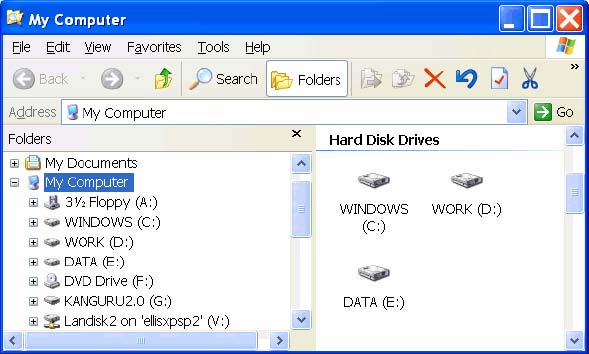 My Computer
File Edit View Favorites Tools Help
Back Search Folders »
Address My Computer Go
Folders
My Documents
My Computer
3½ Floppy (A:)
WINDOWS (C:)
WORK (D:)
DATA (E:)
DVD Drive (F:)
KANGURU2.0 (G:)
Landisk2 on 'ellisxpsp2' (V:)
Hard Disk Drives
WINDOWS
(C:)
WORK (D:)
DATA (E:)